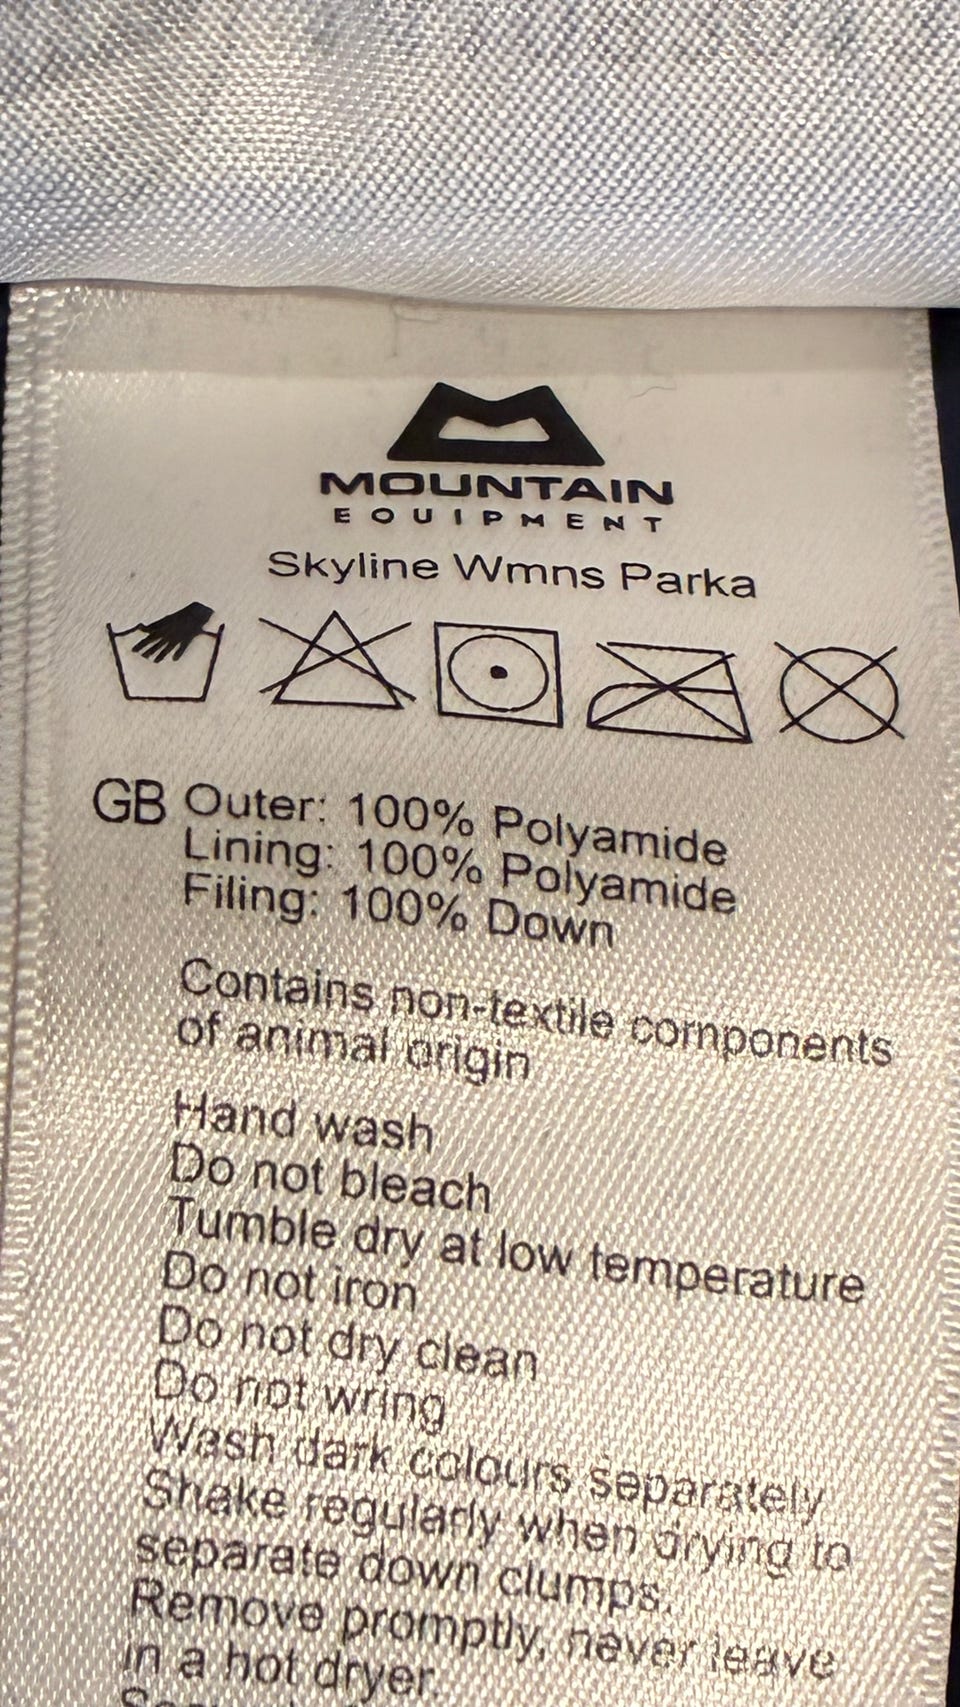 MOUNTAIN
EQUIPMENT
Skyline Wmns Parka
GB Outer: 100% Polyamide
Lining: 100% Polyamide
Filing: 100% Down
Contains non-textile components
of animal origin
Hand wash
Do not bleach
Tumble dry at low temperature
Do not iron
Do not dry clean
Do not wring
Wash dark colours separately
Shake regularly when drying to
separate down clumps.
Remove promptly, never leave
in a hot dryer.